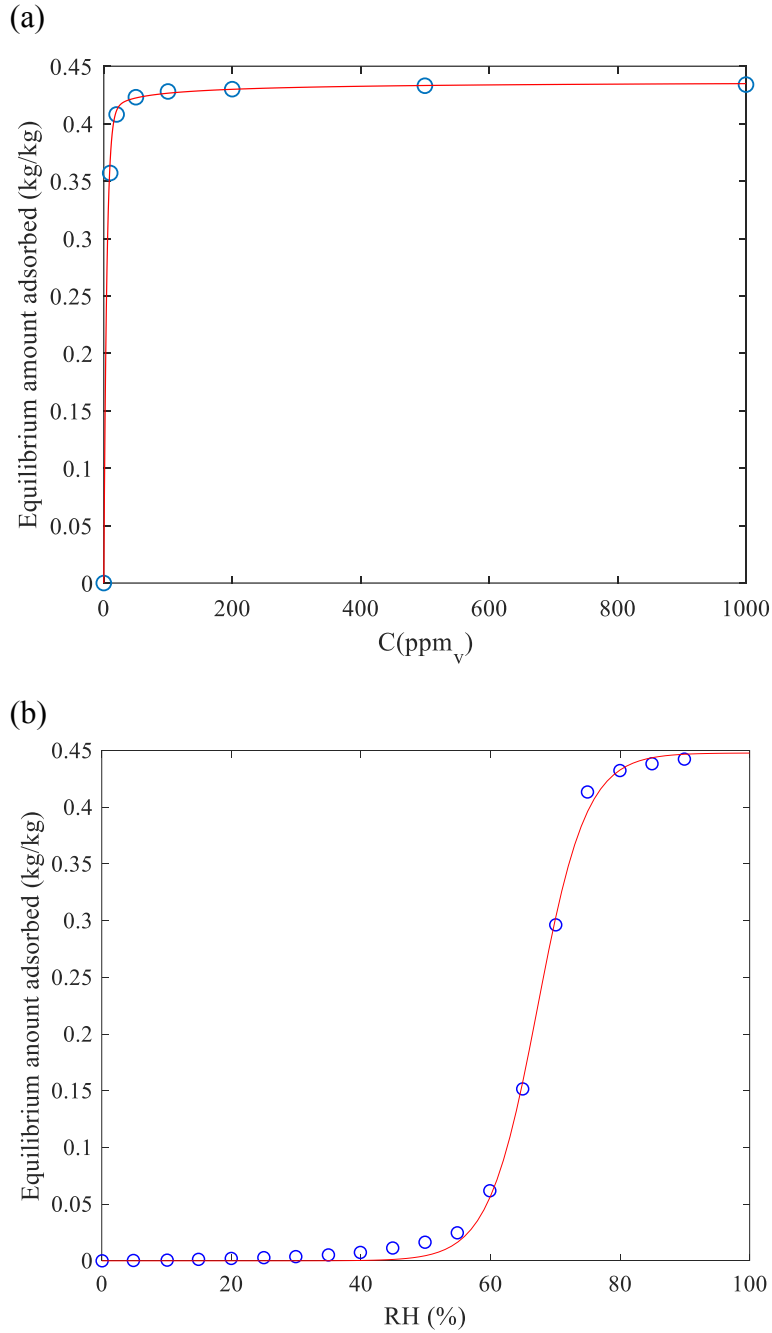 (a)
0.45
0.4
0.35
0.3
0.25
0.2
0.15
0.1
0.05
0
0 200 400 600 800 1000
Equilibrium amount adsorbed (kg/kg)
C(ppmv)
(b)
0.45
0.4
0.35
0.3
0.25
0.2
0.15
0.1
0.05
0
0 20 40 60 80 100
Equilibrium anount adsorbed (kg/kg)
RH (%)